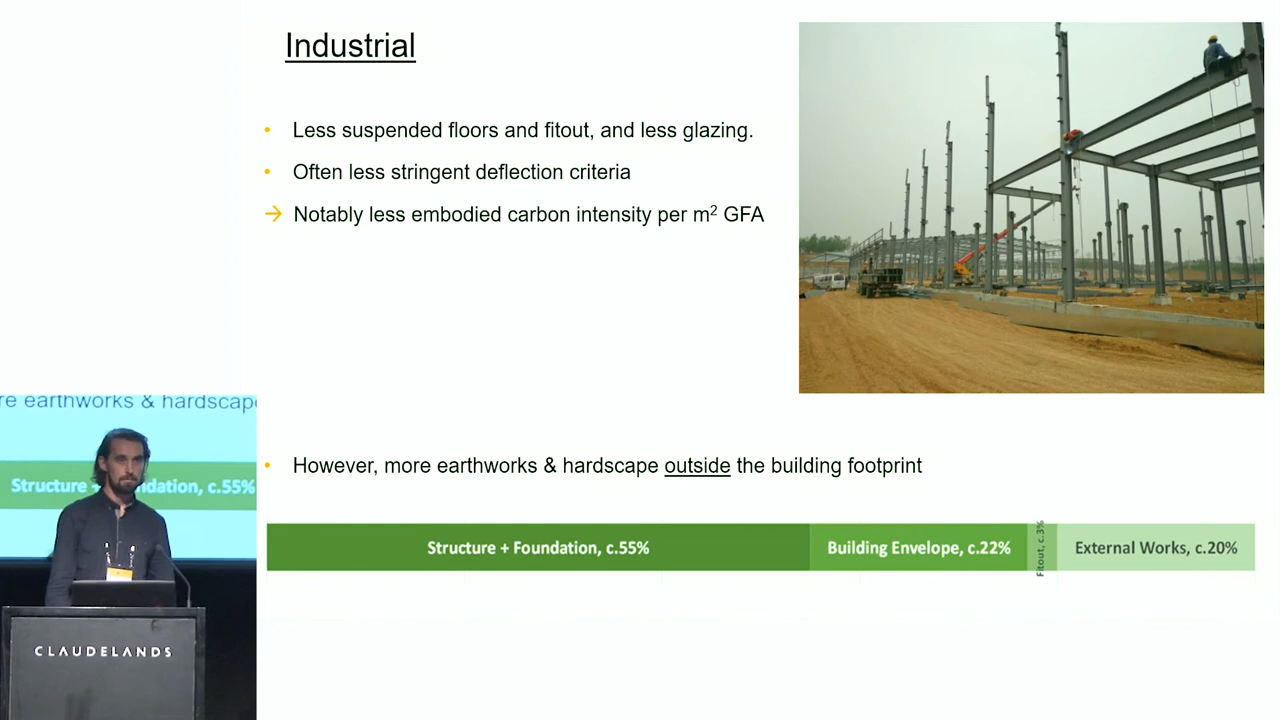 Industrial
• Less suspended floors and fitout, and less glazing.
• Often less stringent deflection criteria
→ Notably less embodied carbon intensity per m² GFA
• However, more earthworks & hardscape outside the building footprint
Structure + Foundation, c.55%
Building Envelope, c.22%
Fitout, c.3%
External Works, c.20%
re earthworks & hardscape
Structure + ndation, c.55%
CLAUDELANDS